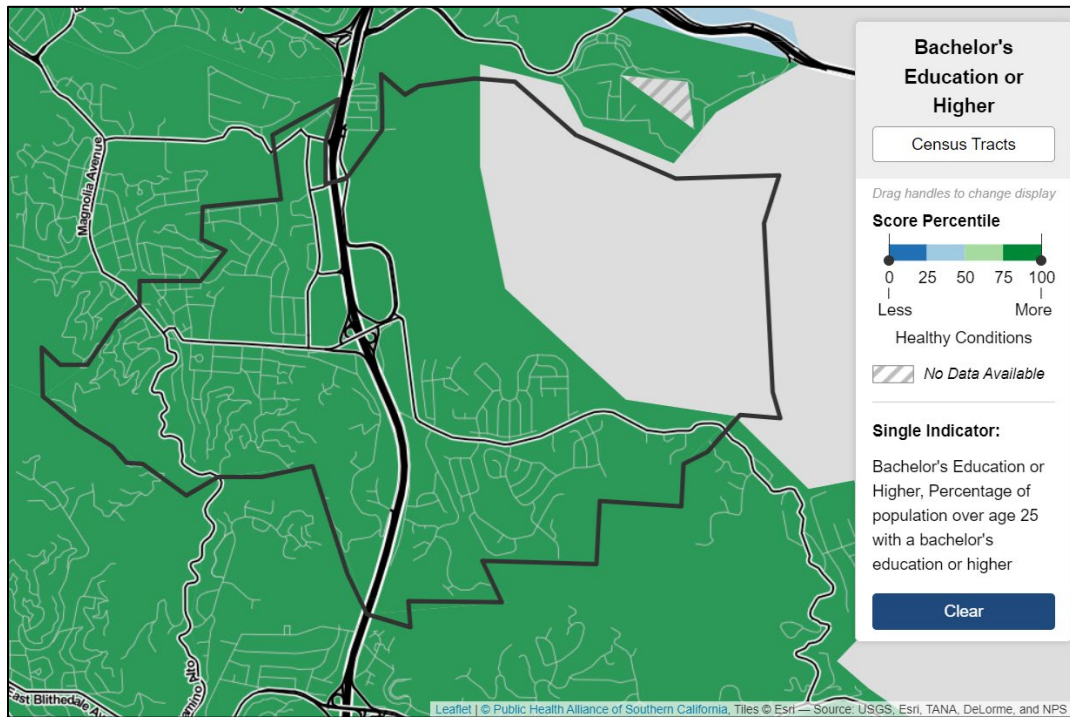 Magnolia Avenue
East Blithedale Av
amino Alto
Bachelor's
Education or
Higher
Census Tracts
Drag handles to change display
Score Percentile
0 25 50 75 100
Less More
Healthy Conditions
No Data Available
Single Indicator:
Bachelor's Education or
Higher, Percentage of
population over age 25
with a bachelor's
education or higher
Clear
Leaflet | © Public Health Alliance of Southern California, Tiles © Esri — Source: USGS, Esri, TANA, DeLorme, and NPS